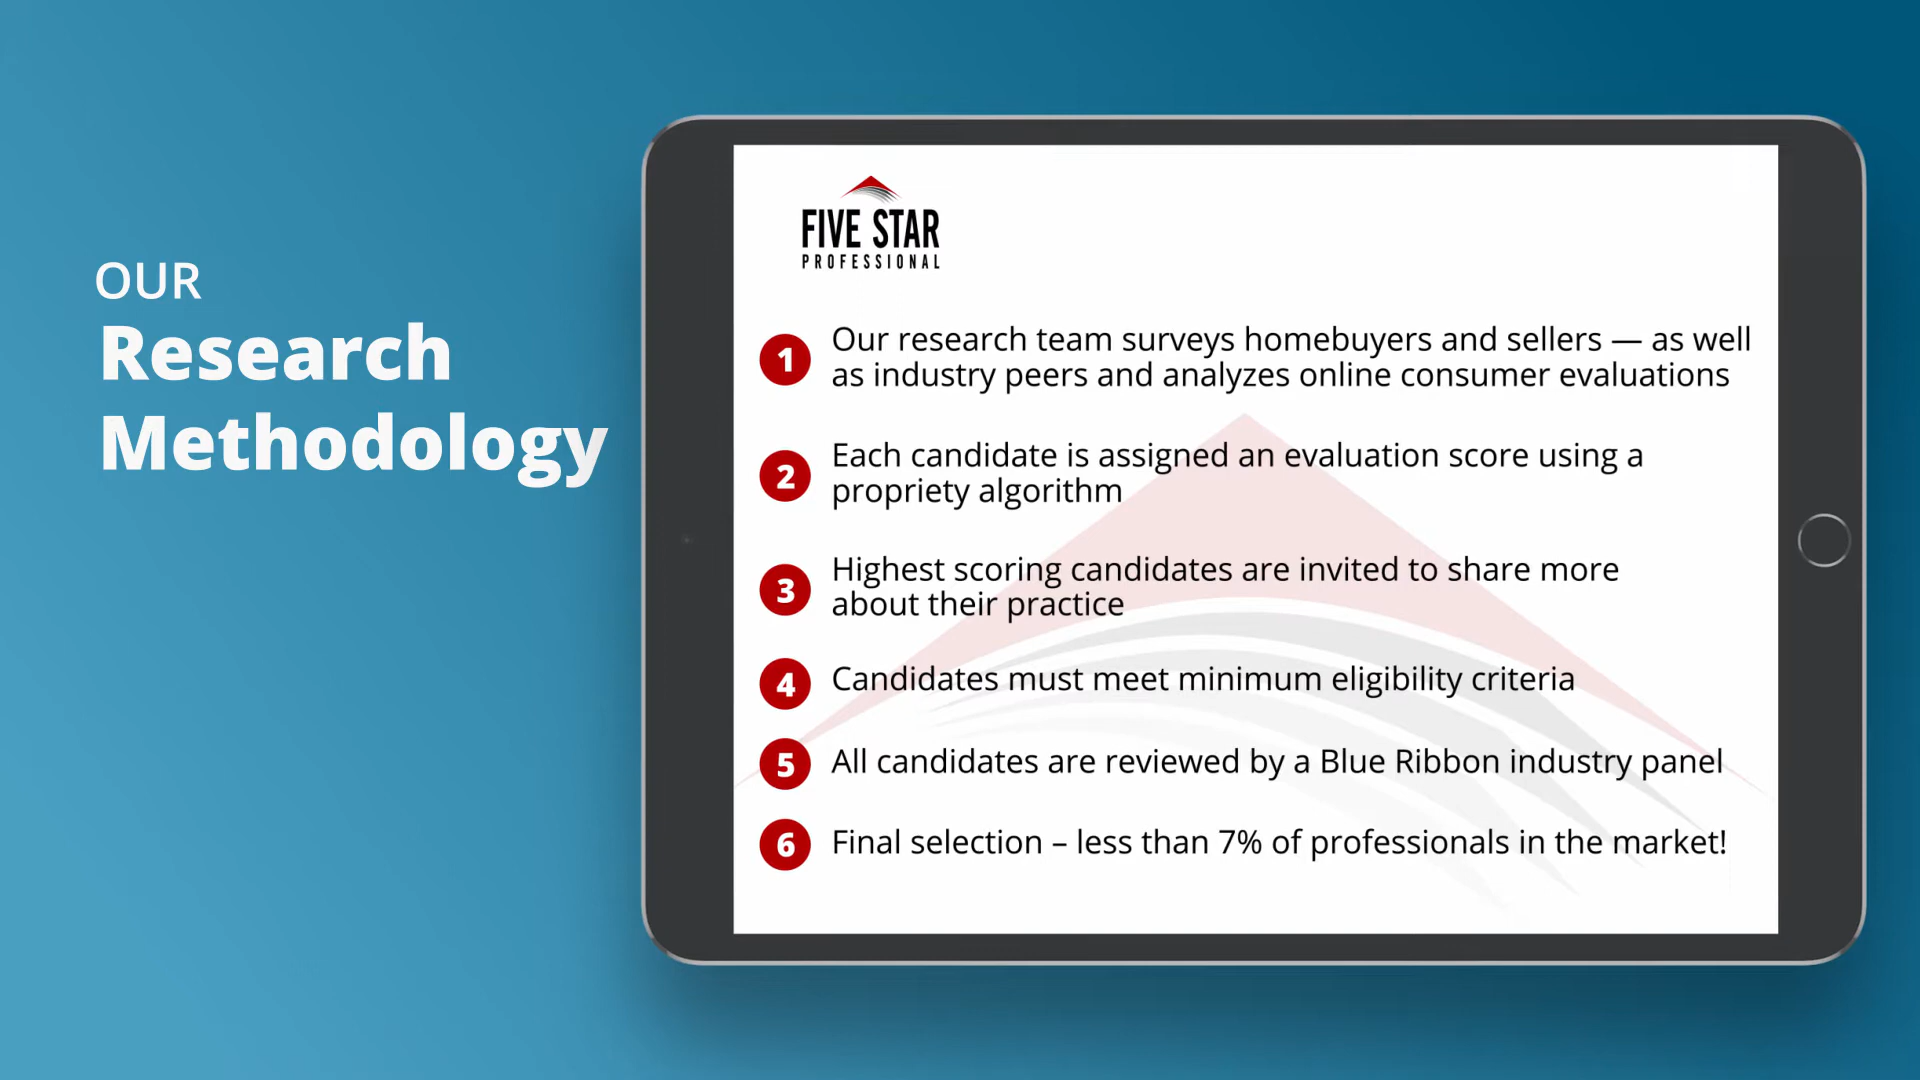 OUR
Research
Methodology
FIVE STAR
PROFESSIONAL
1 Our research team surveys homebuyers and sellers — as well
as industry peers and analyzes online consumer evaluations
2 Each candidate is assigned an evaluation score using a
propriety algorithm
3 Highest scoring candidates are invited to share more
about their practice
4 Candidates must meet minimum eligibility criteria
5 All candidates are reviewed by a Blue Ribbon industry panel
6 Final selection – less than 7% of professionals in the market!